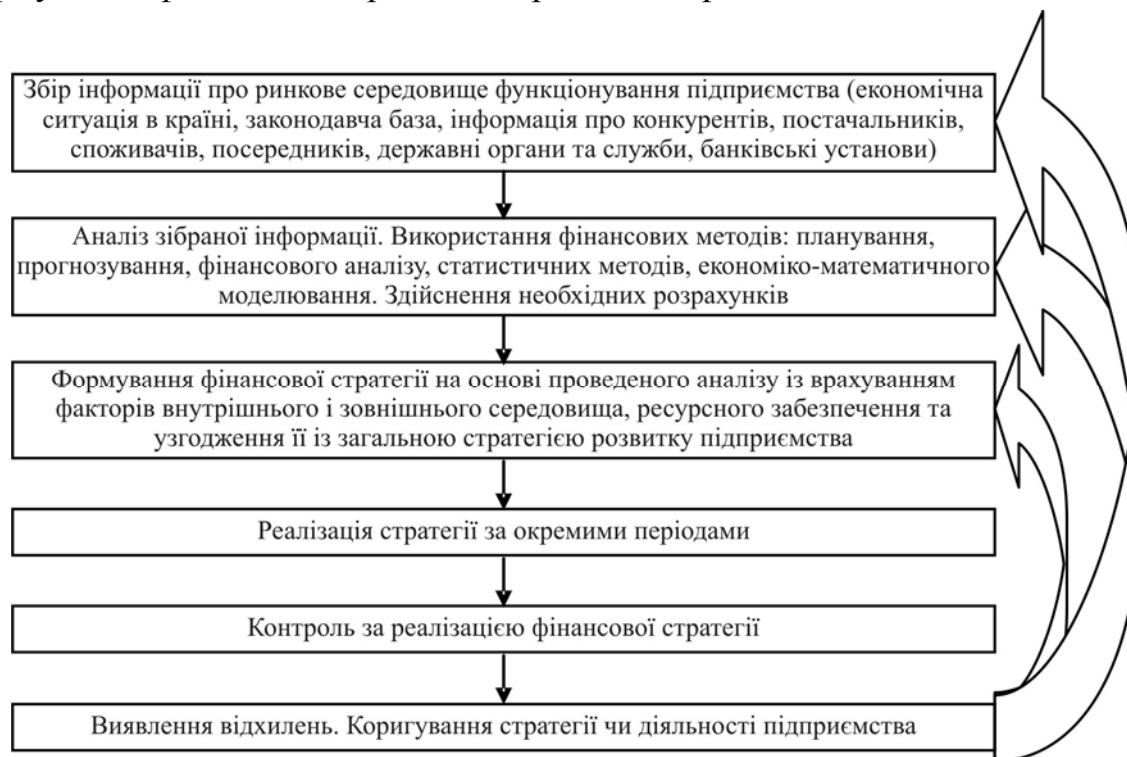 Збір інформації про ринкове середовище функціонування підприємства (економічна
ситуація в країні, законодавча база, інформація про конкурентів, постачальників,
споживачів, посередників, державні органи та служби, банківські установи)
Аналіз зібраної інформації. Використання фінансових методів: планування,
прогнозування, фінансового аналізу, статистичних методів, економіко-математичного
моделювання. Здійснення необхідних розрахунків
Формування фінансової стратегії на основі проведеного аналізу із врахуванням
факторів внутрішнього і зовнішнього середовища, ресурсного забезпечення та
узгодження її із загальною стратегією розвитку підприємства
Реалізація стратегії за окремими періодами
Контроль за реалізацією фінансової стратегії
Виявлення відхилень. Коригування стратегії чи діяльності підприємства